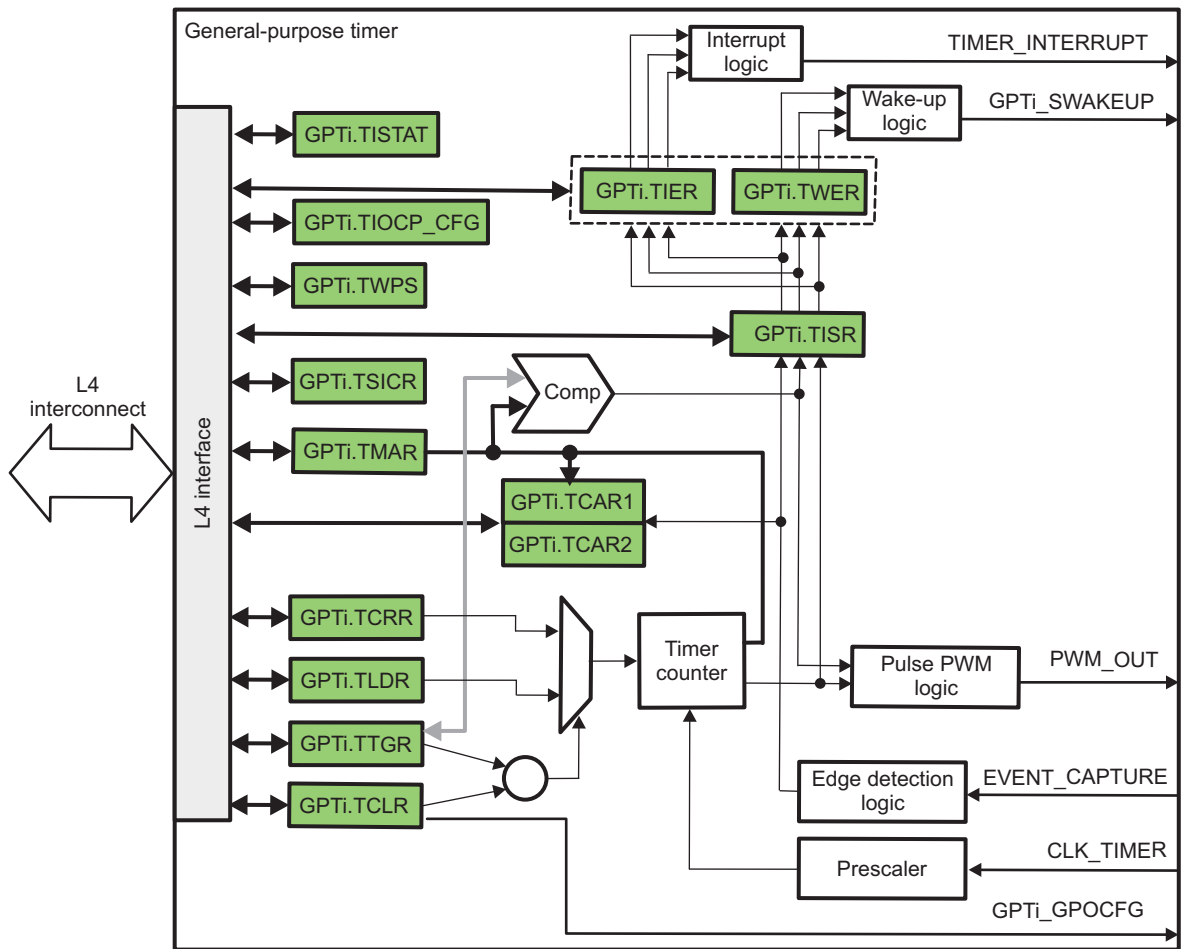 General-purpose timer
Interrupt
logic
TIMER_INTERRUPT
Wake-up
logic
GPTi_SWAKEUP
GPTi.TISTAT
GPTi.TIER
GPTi.TWER
GPTi.TIOCP_CFG
GPTi.TWPS
GPTi.TISR
L4
interconnect
L4 interface
GPTi.TSICR
Comp
GPTi.TMAR
GPTi.TCAR1
GPTi.TCAR2
GPTi.TCRR
Timer
counter
GPTi.TLDR
Pulse PWM
logic
PWM_OUT
GPTi.TTGR
GPTi.TCLR
Edge detection
logic
EVENT_CAPTURE
Prescaler
CLK_TIMER
GPTi_GPOCFG